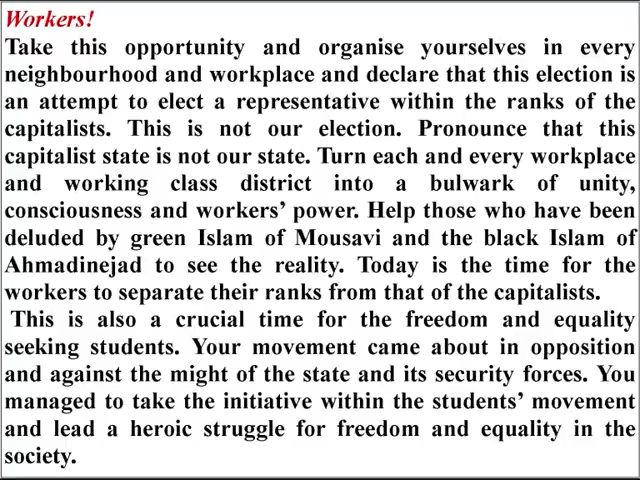 Workers!
Take this opportunity and organise yourselves in every
neighbourhood and workplace and declare that this election is
an attempt to elect a representative within the ranks of the
capitalists. This is not our election. Pronounce that this
capitalist state is not our state. Turn each and every workplace
and working class district into a bulwark of unity,
consciousness and workers’ power. Help those who have been
deluded by green Islam of Mousavi and the black Islam of
Ahmadinejad to see the reality. Today is the time for the
workers to separate their ranks from that of the capitalists.
This is also a crucial time for the freedom and equality
seeking students. Your movement came about in opposition
and against the might of the state and its security forces. You
managed to take the initiative within the students’ movement
and lead a heroic struggle for freedom and equality in the
society.